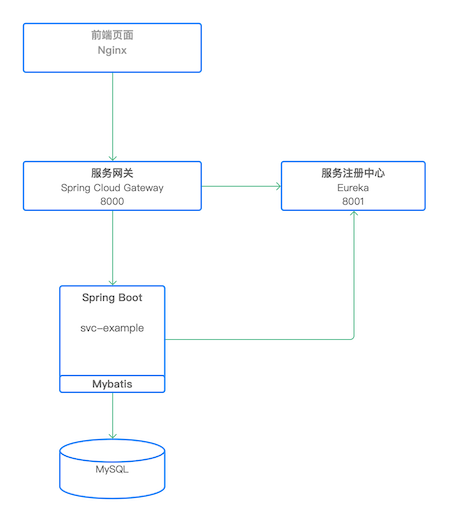 前端页面
Nginx
服务网关
Spring Cloud Gateway
8000
服务注册中心
Eureka
8001
Spring Boot
svc-example
Mybatis
MySQL